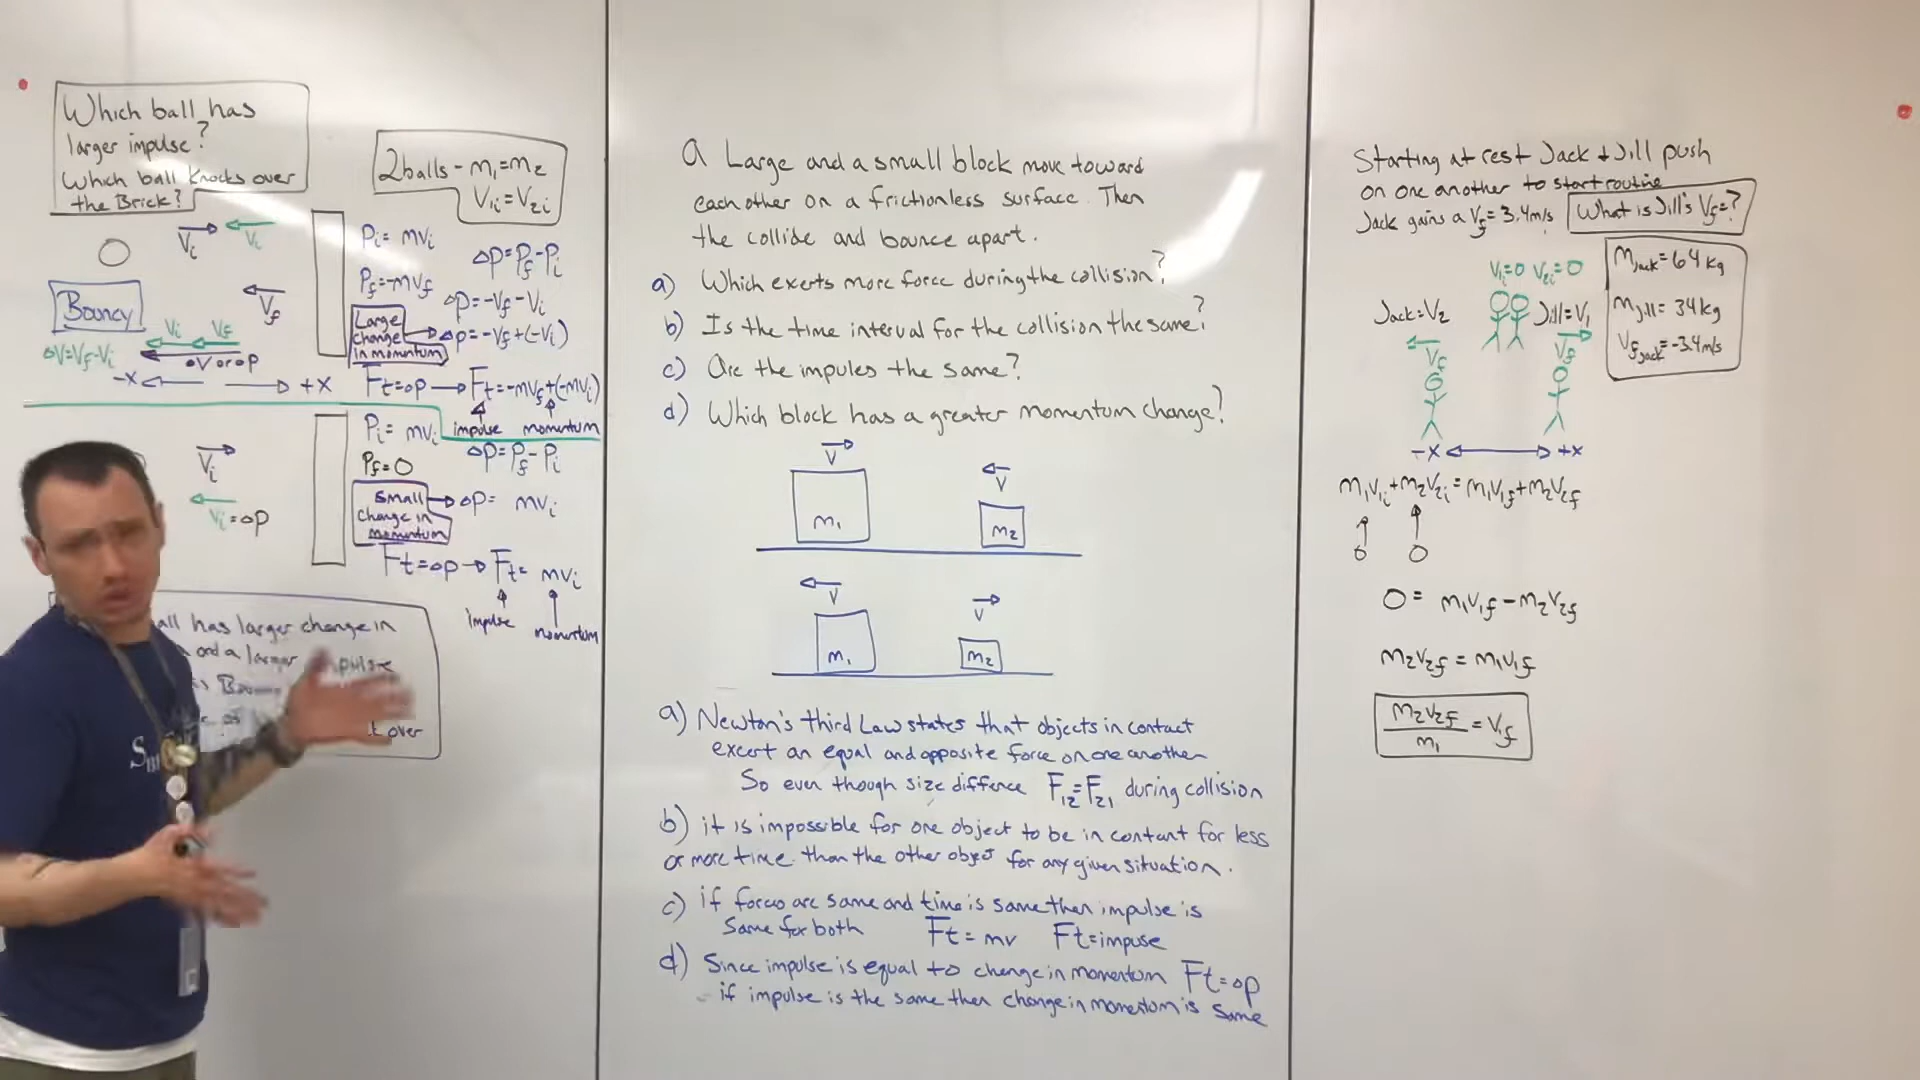 Which ball has
larger impulse?
Which ball knocks over
the Brick?
2balls - m₁=m₂
V₁ᵢ=V₂ᵢ
Vᵢ
Vᵢ
Pᵢ= mVᵢ
Pf=-mVf
Δp=Pf-Pᵢ
Δp=-Vf-Vᵢ
Δp=-Vf+(-Vᵢ)
Large
change
in momentum
Bouncy
Vf
Vᵢ Vf
ΔV=Vf-Vᵢ
ΔV or Δp
-X +X
Ft=Δp → Ft=-mVf+(-mVᵢ)
impulse momentum
Pᵢ= mVᵢ
Pf=0
Δp=Pf-Pᵢ
Vᵢ
Vᵢ=Δp
small
change in
momentum
Δp= mVᵢ
Ft=Δp → Ft= mVᵢ
impulse
momentum
all has larger change in
and a larger
over
A Large and a small block move toward
each other on a frictionless surface. Then
the collide and bounce apart.
a) Which exerts more force during the collision?
b) Is the time interval for the collision the same?
c) Are the impules the same?
d) Which block has a greater momentum change?
V
V
m₁
m₂
V
V
m₁
m₂
a) Newton's third Law states that objects in contact
excert an equal and opposite force on one another
So even though size diffence F₁₂=F₂₁ during collision
b) it is impossible for one object to be in contant for less
or more time than the other object for any given situation.
c) if forces are same and time is same then impulse is
Same for both Ft= mv Ft=impuse
d) Since impulse is equal to change in momentum Ft=Δp
- if impulse is the same then change in momentum is same
Starting at rest Jack + Jill push
on one another to start routine
Jack gains a Vf= 3.4m/s
What is Jill's Vf=?
mJack= 64 kg
mJill= 34 kg
VfJack=-3.4m/s
V₁ᵢ=0 V₂ᵢ=0
Jack=V₂
Jill=V₁
Vf
Vf
-X +X
m₁V₁ᵢ+m₂V₂ᵢ=m₁V₁f+m₂V₂f
0 0
0= m₁V₁f-m₂V₂f
m₂V₂f=m₁V₁f
m₂V₂f/m₁ =V₁f